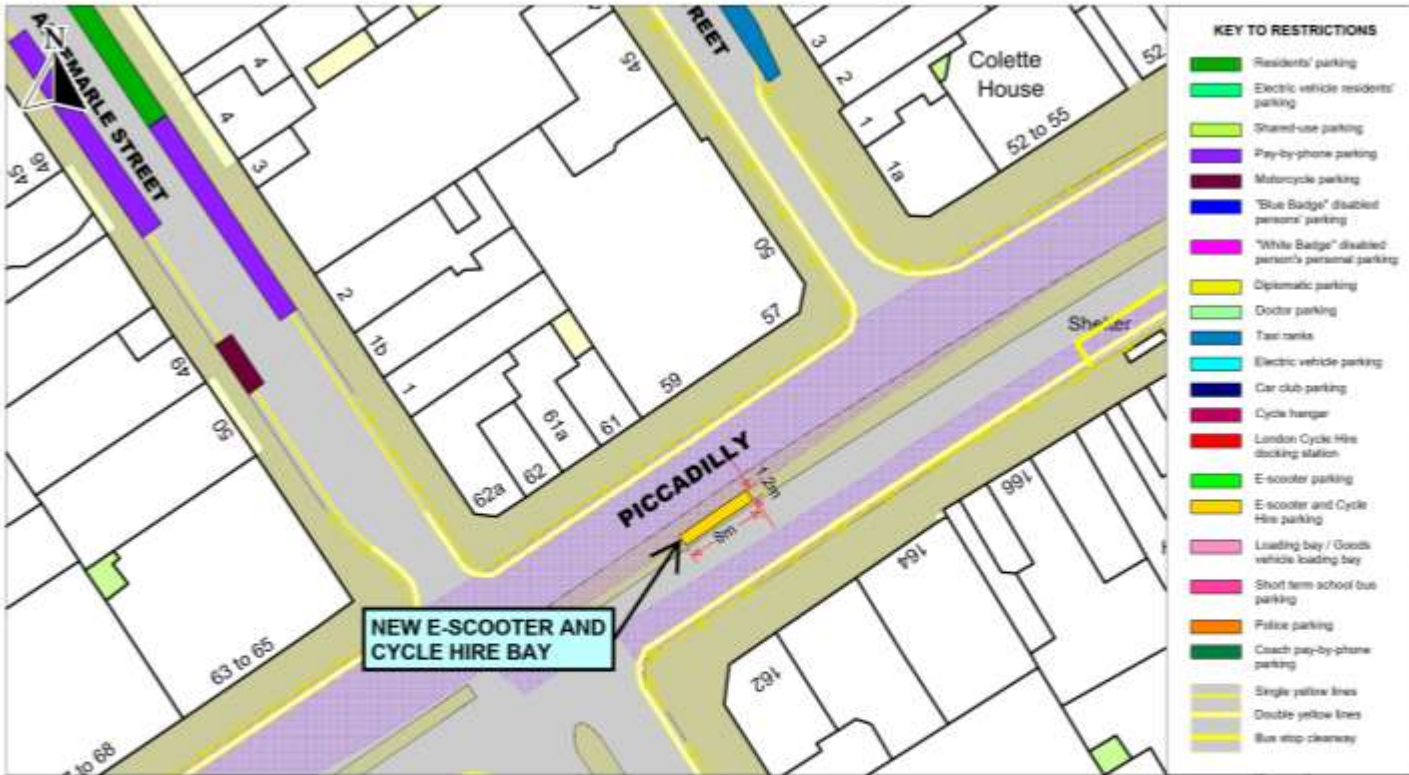 N
ALBEMARLE STREET
REET
45
4
4
3
3
2
1
1a
Colette
House
52
52 to 55
46
45
2
1b
1
49
50
50
57
59
61
61a
62
62a
PICCADILLY
1.2m
8m
Shelter
166
164
162
63 to 65
to 68
NEW E-SCOOTER AND
CYCLE HIRE BAY
KEY TO RESTRICTIONS
Residents' parking
Electric vehicle residents'
parking
Shared-use parking
Pay-by-phone parking
Motorcycle parking
"Blue Badge" disabled
persons' parking
"White Badge" disabled
person's personal parking
Diplomatic parking
Doctor parking
Taxi ranks
Electric vehicle parking
Car club parking
Cycle hangar
London Cycle Hire
docking station
E-scooter parking
E-scooter and Cycle
Hire parking
Loading bay / Goods
vehicle loading bay
Short term school bus
parking
Police parking
Coach pay-by-phone
parking
Single yellow lines
Double yellow lines
Bus stop clearway